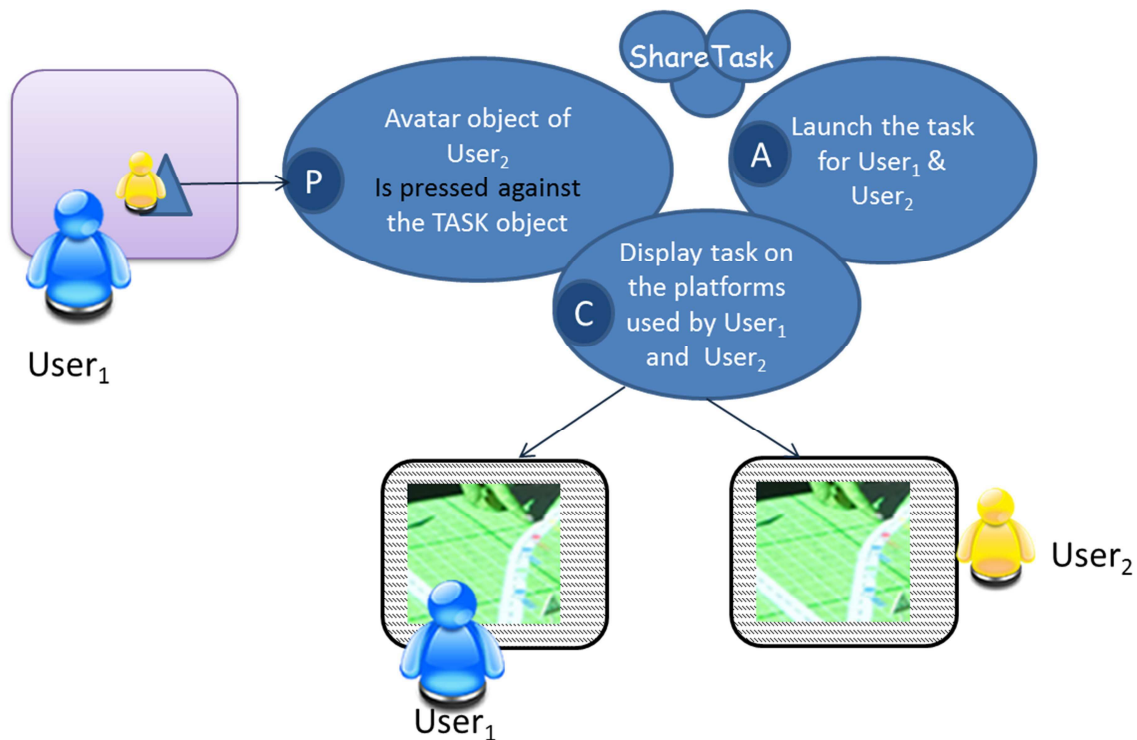 ShareTask
Avatar object of
User₂
Is pressed against
the TASK object
P
Launch the task
for User₁ &
User₂
A
Display task on
the platforms
used by User₁
and User₂
C
User₁
User₂
User₁